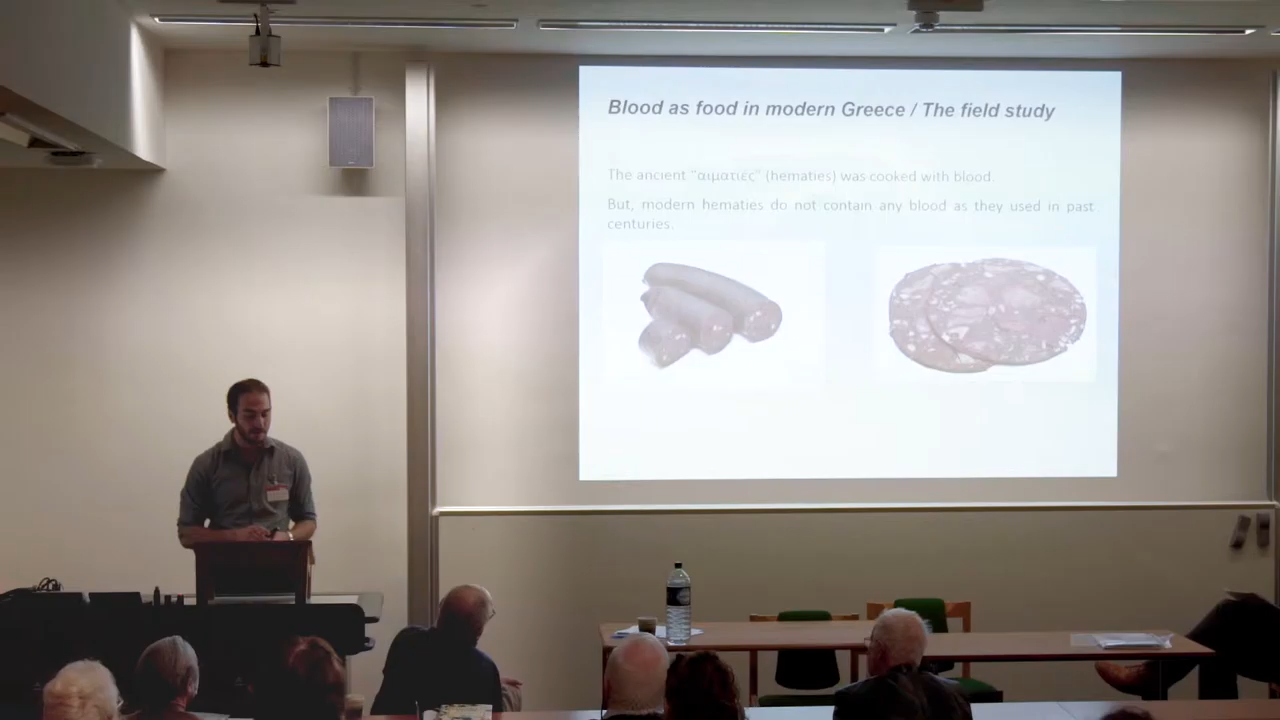 Blood as food in modern Greece / The field study
The ancient "αιματιές" (hematies) was cooked with blood.
But, modern hematies do not contain any blood as they used in past
centuries.